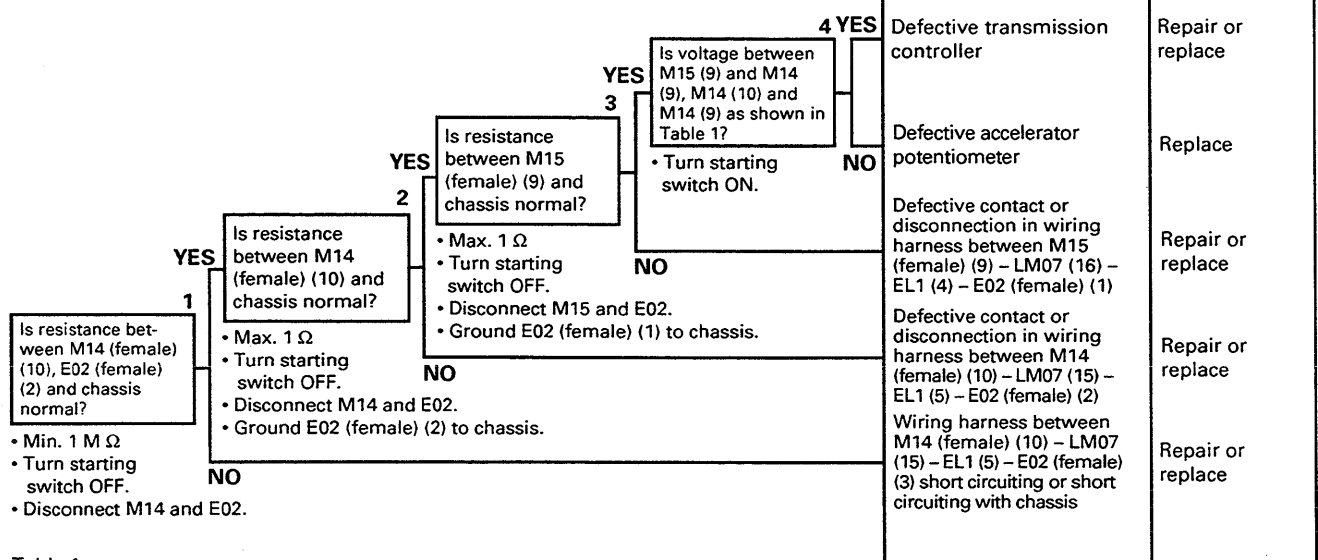 4 YES
Is voltage between
M15 (9) and M14
(9), M14 (10) and
M14 (9) as shown in
Table 1?
• Turn starting
switch ON.
NO
YES
3
Is resistance
between M15
(female) (9) and
chassis normal?
• Max. 1 Ω
• Turn starting
switch OFF.
• Disconnect M15 and E02.
• Ground E02 (female) (1) to chassis.
NO
YES
2
Is resistance
between M14
(female) (10) and
chassis normal?
• Max. 1 Ω
• Turn starting
switch OFF.
• Disconnect M14 and E02.
• Ground E02 (female) (2) to chassis.
NO
YES
1
Is resistance bet-
ween M14 (female)
(10), E02 (female)
(2) and chassis
normal?
• Min. 1 M Ω
• Turn starting
switch OFF.
• Disconnect M14 and E02.
NO
Defective transmission
controller
Repair or
replace
Defective accelerator
potentiometer
Replace
Defective contact or
disconnection in wiring
harness between M15
(female) (9) – LM07 (16) –
EL1 (4) – E02 (female) (1)
Repair or
replace
Defective contact or
disconnection in wiring
harness between M14
(female) (10) – LM07 (15) –
EL1 (5) – E02 (female) (2)
Repair or
replace
Wiring harness between
M14 (female) (10) – LM07
(15) – EL1 (5) – E02 (female)
(3) short circuiting or short
circuiting with chassis
Repair or
replace